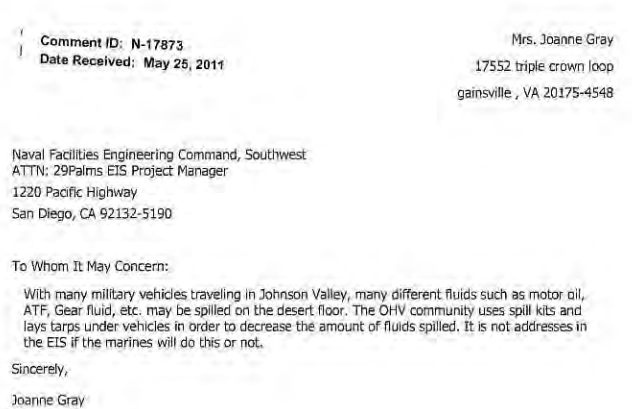 Comment ID: N-17873
Date Received: May 25, 2011
Mrs. Joanne Gray
17552 triple crown loop
gainsville , VA 20175-4548
Naval Facilities Engineering Command, Southwest
ATTN: 29Palms EIS Project Manager
1220 Pacific Highway
San Diego, CA 92132-5190
To Whom It May Concern:
With many military vehicles traveling in Johnson Valley, many different fluids such as motor oil,
ATF, Gear fluid, etc. may be spilled on the desert floor. The OHV community uses spill kits and
lays tarps under vehicles in order to decrease the amount of fluids spilled. It is not addresses in
the EIS if the marines will do this or not.
Sincerely,
Joanne Gray